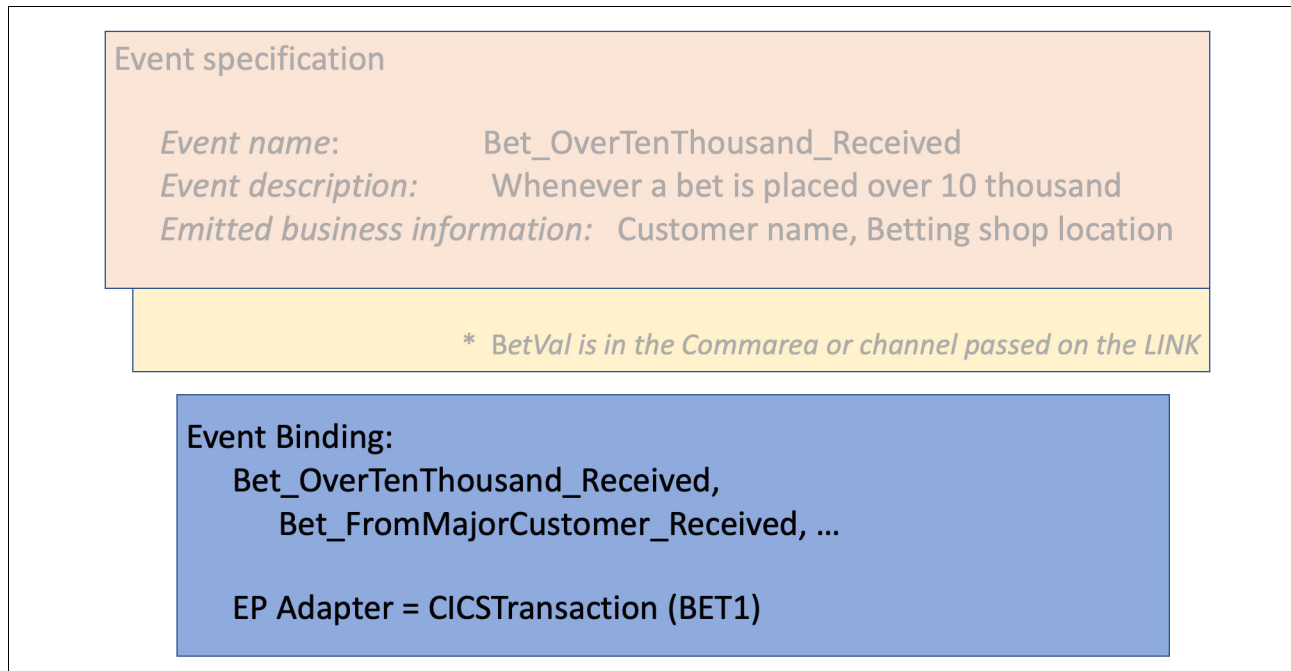 Event specification
Event name: Bet_OverTenThousand_Received
Event description: Whenever a bet is placed over 10 thousand
Emitted business information: Customer name, Betting shop location
* BetVal is in the Commarea or channel passed on the LINK
Event Binding:
Bet_OverTenThousand_Received,
Bet_FromMajorCustomer_Received, ...
EP Adapter = CICSTransaction (BET1)